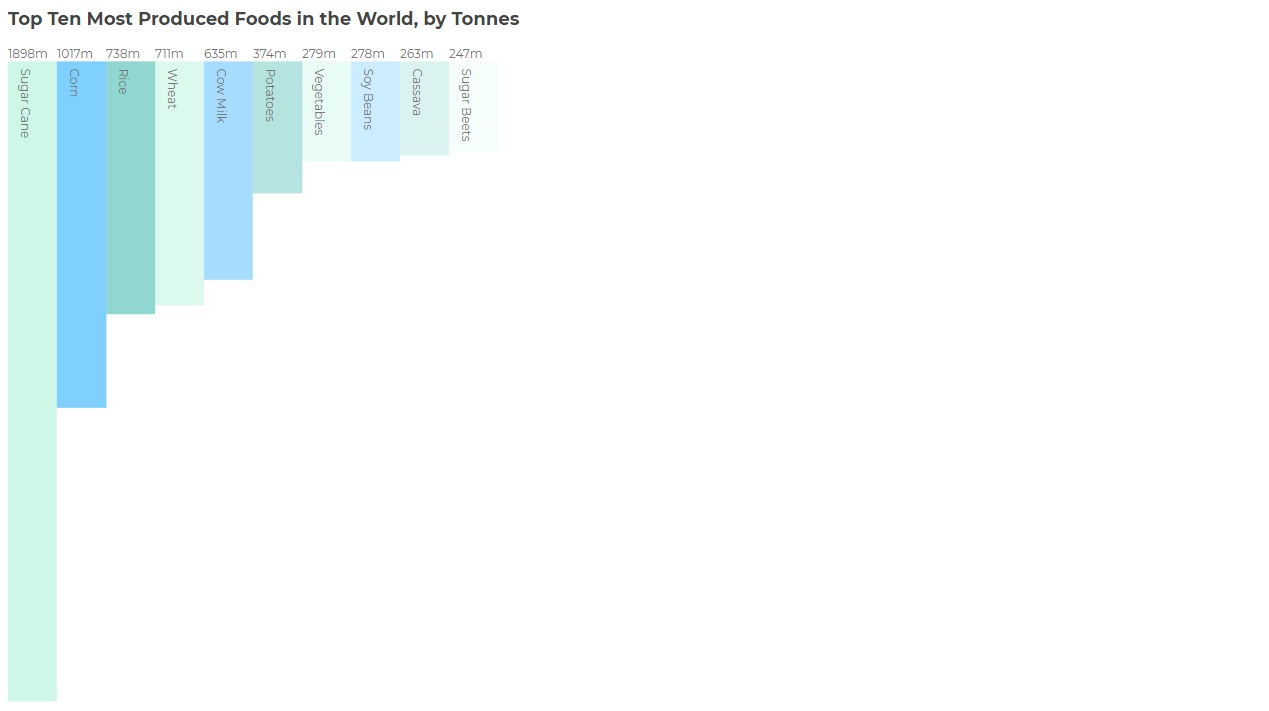 Top Ten Most Produced Foods in the World, by Tonnes
1898m 1017m 738m 711m 635m 374m 279m 278m 263m 247m
Sugar Cane
Corn
Rice
Wheat
Cow Milk
Potatoes
Vegetables
Soy Beans
Cassava
Sugar Beets